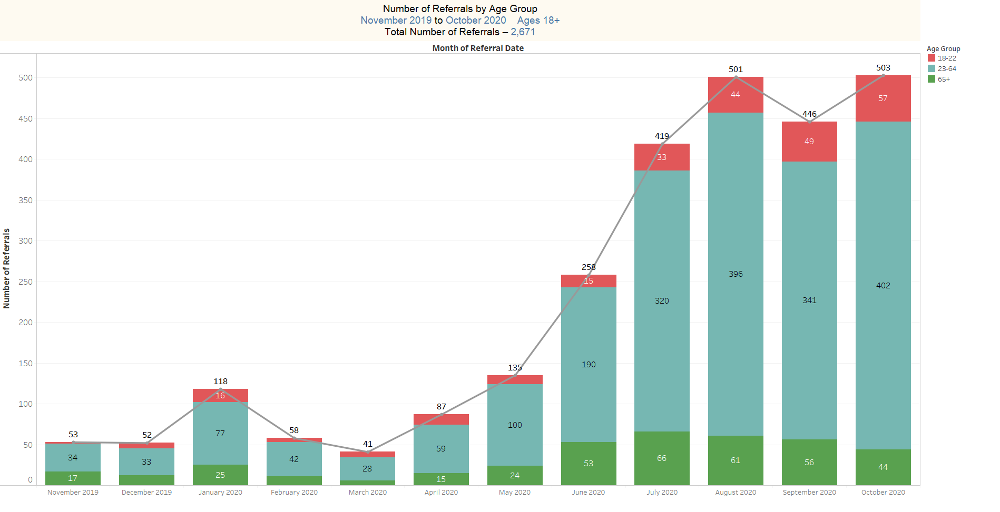 Number of Referrals by Age Group
November 2019 to October 2020 Ages 18+
Total Number of Referrals – 2,671
Month of Referral Date
Age Group
18-22
23-64
65+
Number of Referrals
500
450
400
350
300
250
200
150
100
50
0
53
34
17
52
33
118
16
77
25
58
42
41
28
87
59
15
135
100
24
258
15
190
53
419
33
320
66
501
44
396
61
446
49
341
56
503
57
402
44
November 2019
December 2019
January 2020
February 2020
March 2020
April 2020
May 2020
June 2020
July 2020
August 2020
September 2020
October 2020